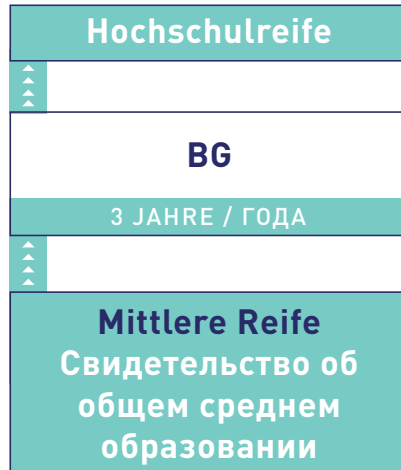 Hochschulreife
BG
3 JAHRE / ГОДА
Mittlere Reife
Свидетельство об
общем среднем
образовании